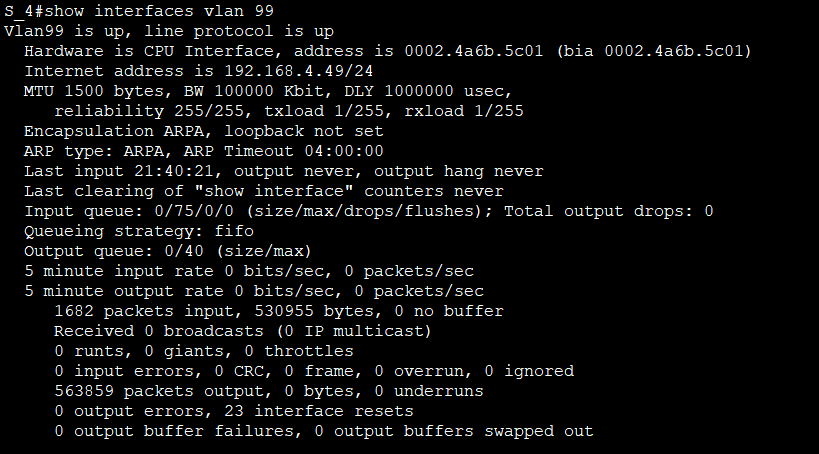 S_4#show interfaces vlan 99
Vlan99 is up, line protocol is up
Hardware is CPU Interface, address is 0002.4a6b.5c01 (bia 0002.4a6b.5c01)
Internet address is 192.168.4.49/24
MTU 1500 bytes, BW 100000 Kbit, DLY 1000000 usec,
reliability 255/255, txload 1/255, rxload 1/255
Encapsulation ARPA, loopback not set
ARP type: ARPA, ARP Timeout 04:00:00
Last input 21:40:21, output never, output hang never
Last clearing of "show interface" counters never
Input queue: 0/75/0/0 (size/max/drops/flushes); Total output drops: 0
Queueing strategy: fifo
Output queue: 0/40 (size/max)
5 minute input rate 0 bits/sec, 0 packets/sec
5 minute output rate 0 bits/sec, 0 packets/sec
1682 packets input, 530955 bytes, 0 no buffer
Received 0 broadcasts (0 IP multicast)
0 runts, 0 giants, 0 throttles
0 input errors, 0 CRC, 0 frame, 0 overrun, 0 ignored
563859 packets output, 0 bytes, 0 underruns
0 output errors, 23 interface resets
0 output buffer failures, 0 output buffers swapped out